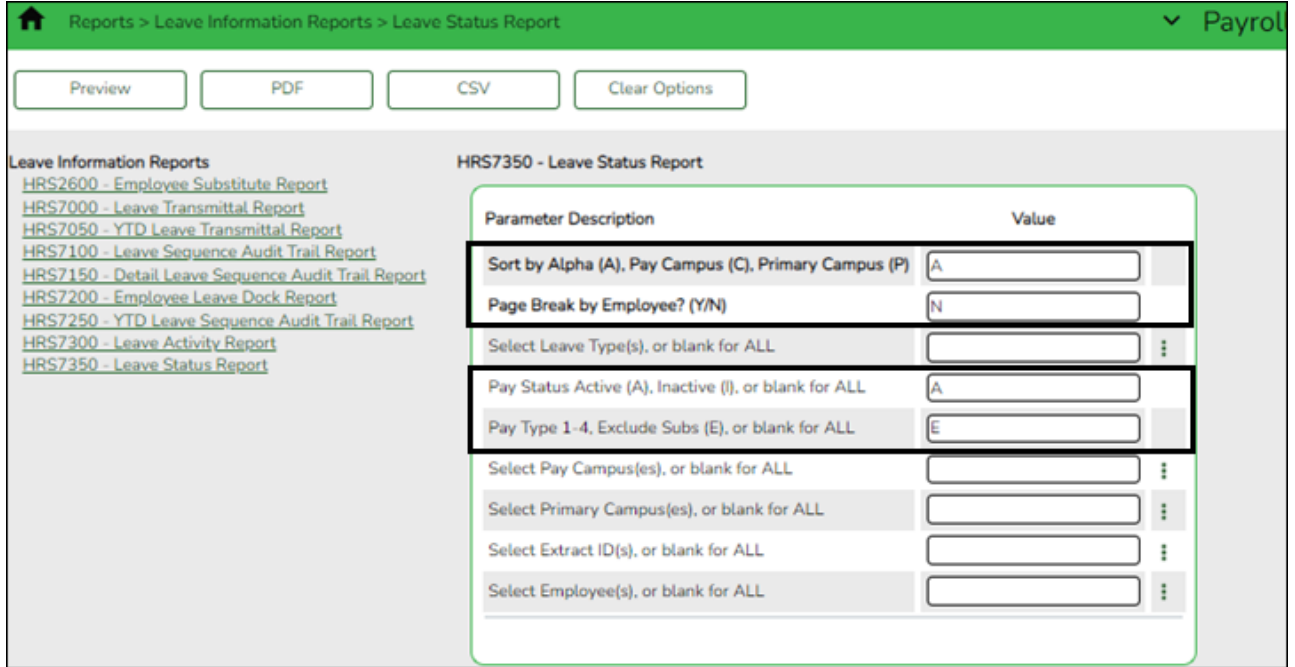 Reports > Leave Information Reports > Leave Status Report
Payroll
Preview
PDF
CSV
Clear Options
Leave Information Reports
HRS2600 - Employee Substitute Report
HRS7000 - Leave Transmittal Report
HRS7050 - YTD Leave Transmittal Report
HRS7100 - Leave Sequence Audit Trail Report
HRS7150 - Detail Leave Sequence Audit Trail Report
HRS7200 - Employee Leave Dock Report
HRS7250 - YTD Leave Sequence Audit Trail Report
HRS7300 - Leave Activity Report
HRS7350 - Leave Status Report
HRS7350 - Leave Status Report
Parameter Description Value
Sort by Alpha (A), Pay Campus (C), Primary Campus (P) A
Page Break by Employee? (Y/N) N
Select Leave Type(s), or blank for ALL
Pay Status Active (A), Inactive (I), or blank for ALL A
Pay Type 1-4, Exclude Subs (E), or blank for ALL E
Select Pay Campus(es), or blank for ALL
Select Primary Campus(es), or blank for ALL
Select Extract ID(s), or blank for ALL
Select Employee(s), or blank for ALL